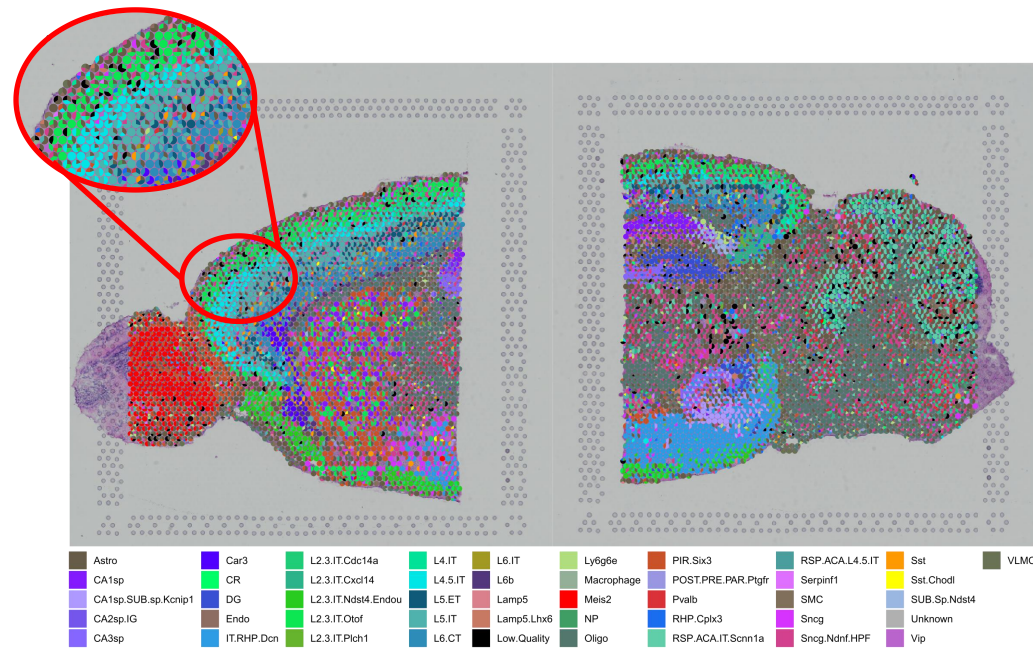 Astro Car3 L2.3.IT.Cdc14a L4.IT L6.IT Ly6g6e PIR.Six3 RSP.ACA.L4.5.IT Sst VLMC
CA1sp CR L2.3.IT.Cxcl14 L4.5.IT L6b Macrophage POST.PRE.PAR.Ptgfr Serpinf1 Sst.Chodl
CA1sp.SUB.sp.Kcnip1 DG L2.3.IT.Ndst4.Endou L5.ET Lamp5 Meis2 Pvalb SMC SUB.Sp.Ndst4
CA2sp.IG Endo L2.3.IT.Otof L5.IT Lamp5.Lhx6 NP RHP.Cplx3 Sncg Unknown
CA3sp IT.RHP.Dcn L2.3.IT.Plch1 L6.CT Low.Quality Oligo RSP.ACA.IT.Scnn1a Sncg.Ndnf.HPF Vip